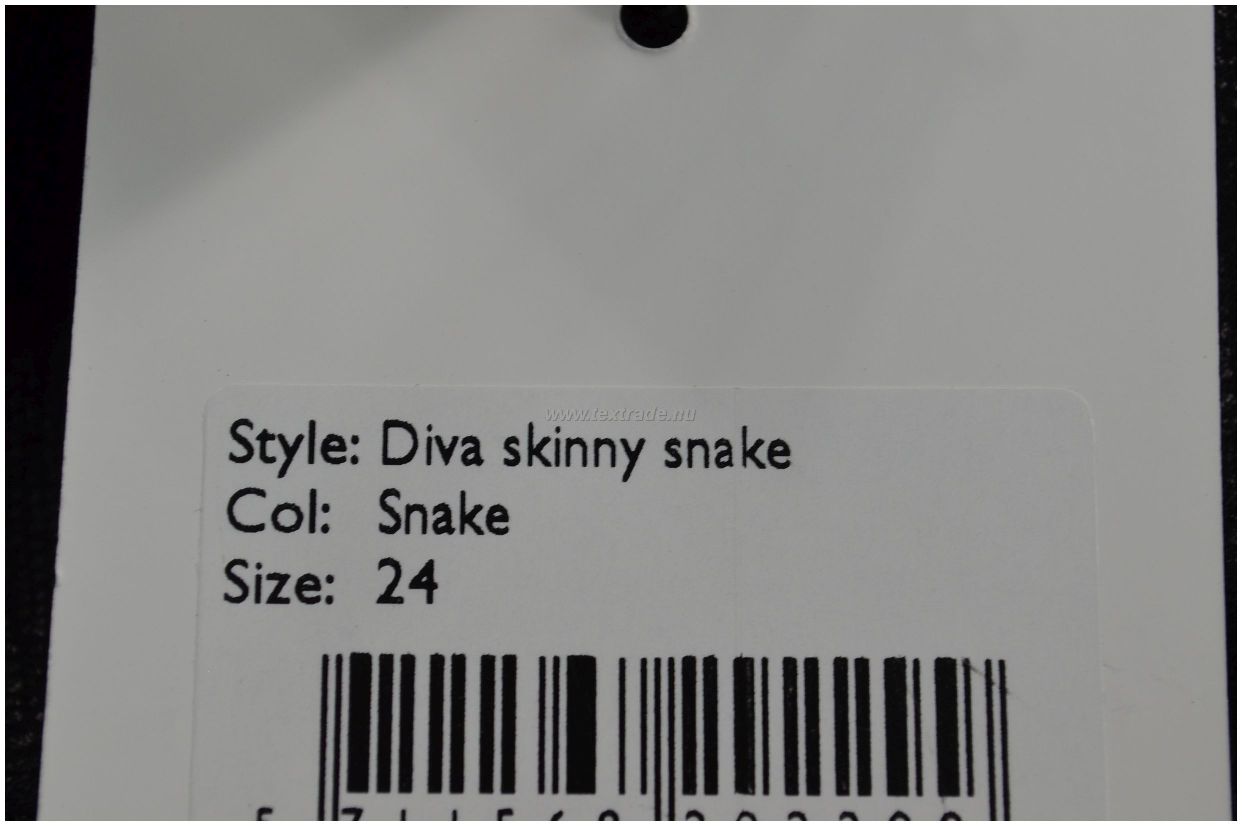 www.textrade.nu
Style: Diva skinny snake
Col: Snake
Size: 24